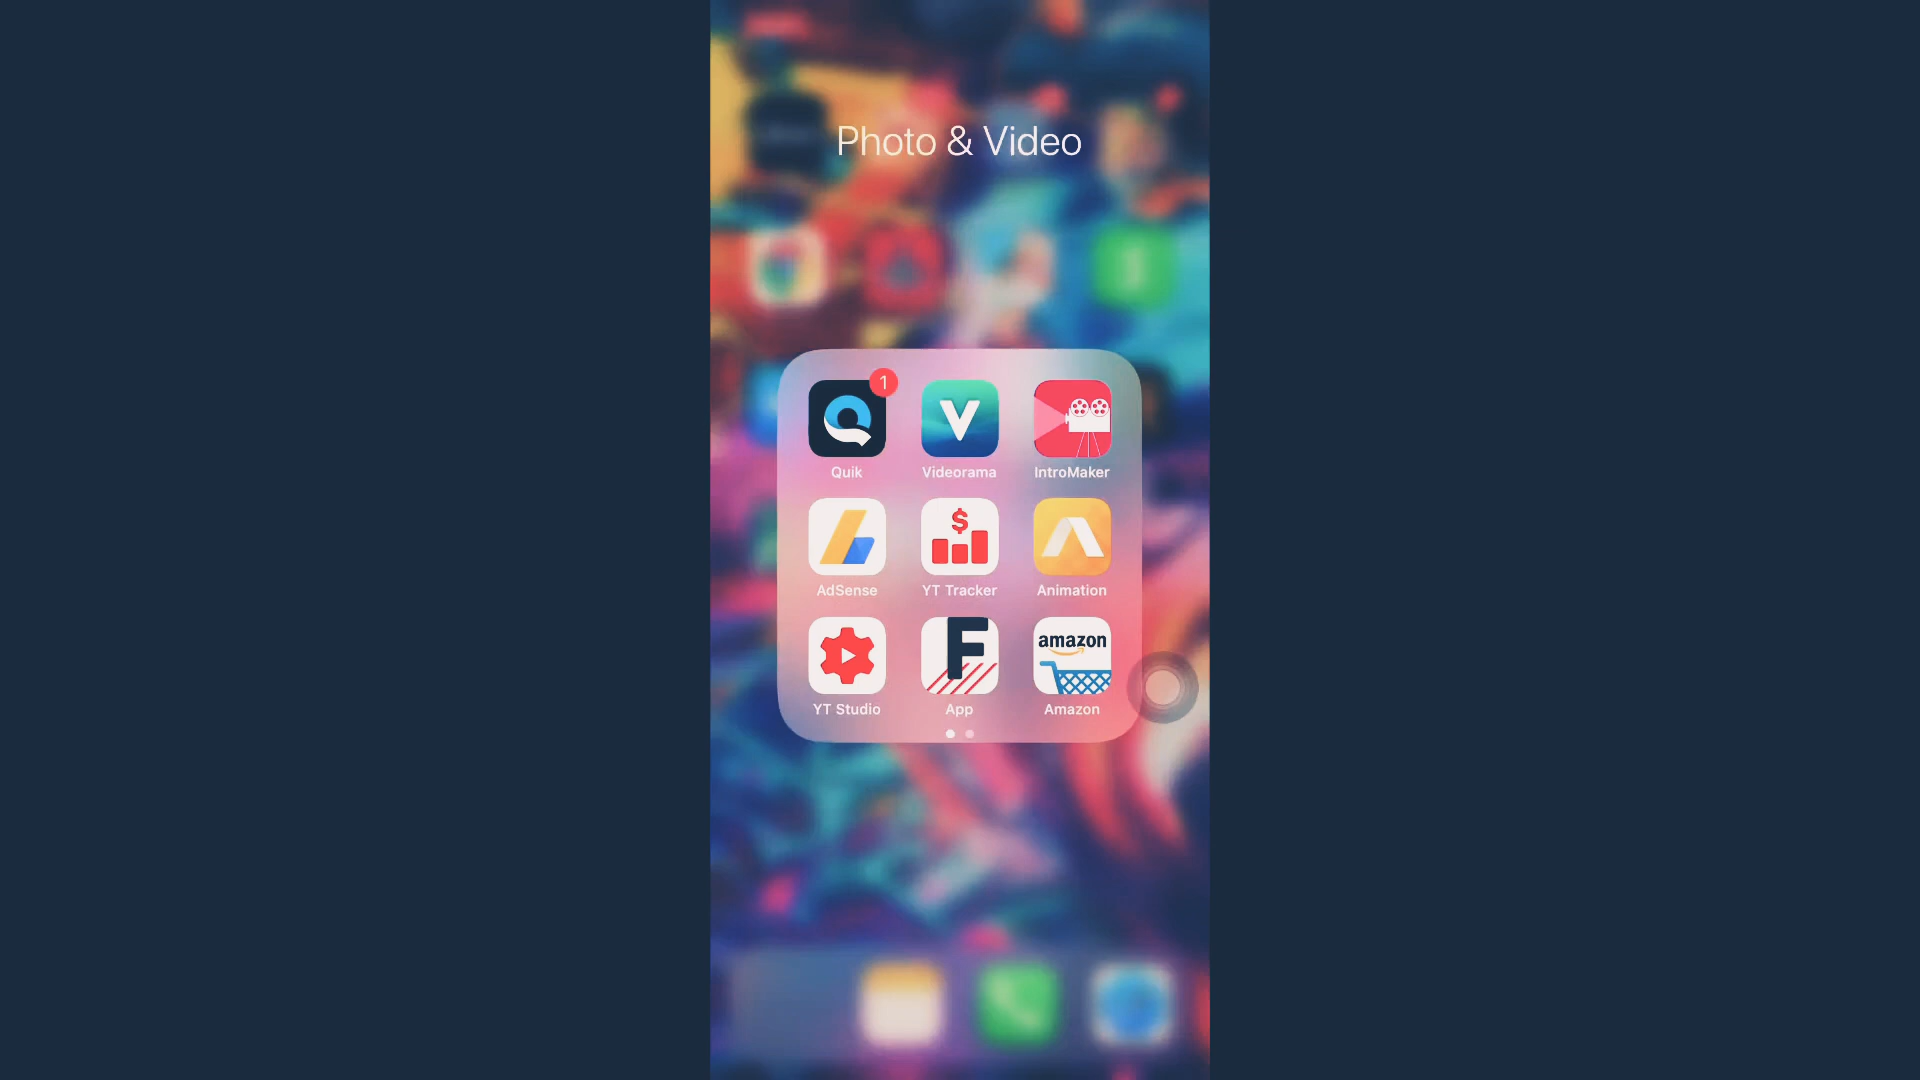 Photo & Video
1
Quik
Videorama
IntroMaker
$
AdSense
YT Tracker
Animation
F
amazon
YT Studio
App
Amazon